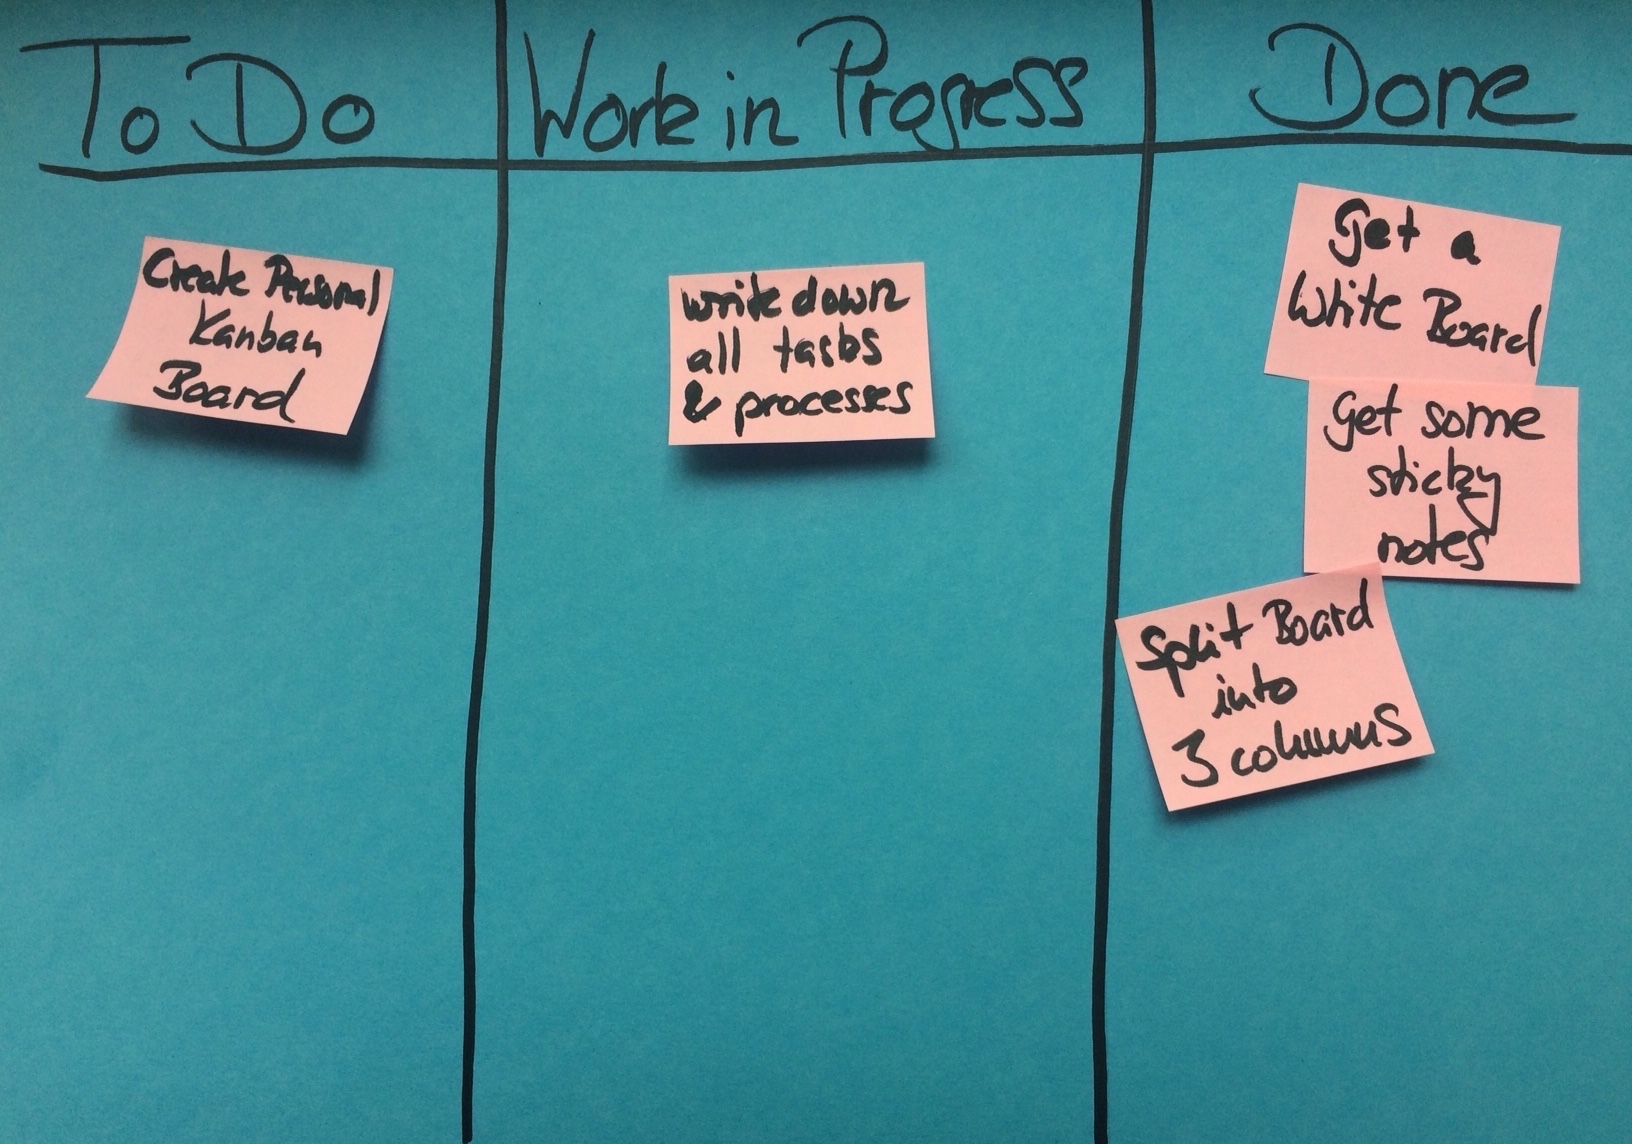 To Do
Work in Progress
Done
Create Personal
Kanban
Board
write down
all tasks
& processes
Get a
White Board
Get some
sticky
notes
Split Board
into
3 columns